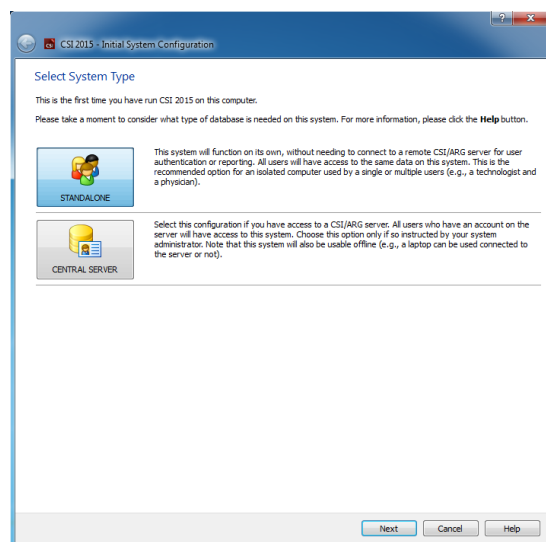 CSI 2015 - Initial System Configuration
Select System Type
This is the first time you have run CSI 2015 on this computer.
Please take a moment to consider what type of database is needed on this system. For more information, please click the Help button.
This system will function on its own, without needing to connect to a remote CSI/ARG server for user
authentication or reporting. All users will have access to the same data on this system. This is the
recommended option for an isolated computer used by a single or multiple users (e.g., a technologist and
a physician).
STANDALONE
Select this configuration if you have access to a CSI/ARG server. All users who have an account on the
server will have access to this system. Choose this option only if so instructed by your system
administrator. Note that this system will also be usable offline (e.g., a laptop can be used connected to
the server or not).
CENTRAL SERVER
Next Cancel Help